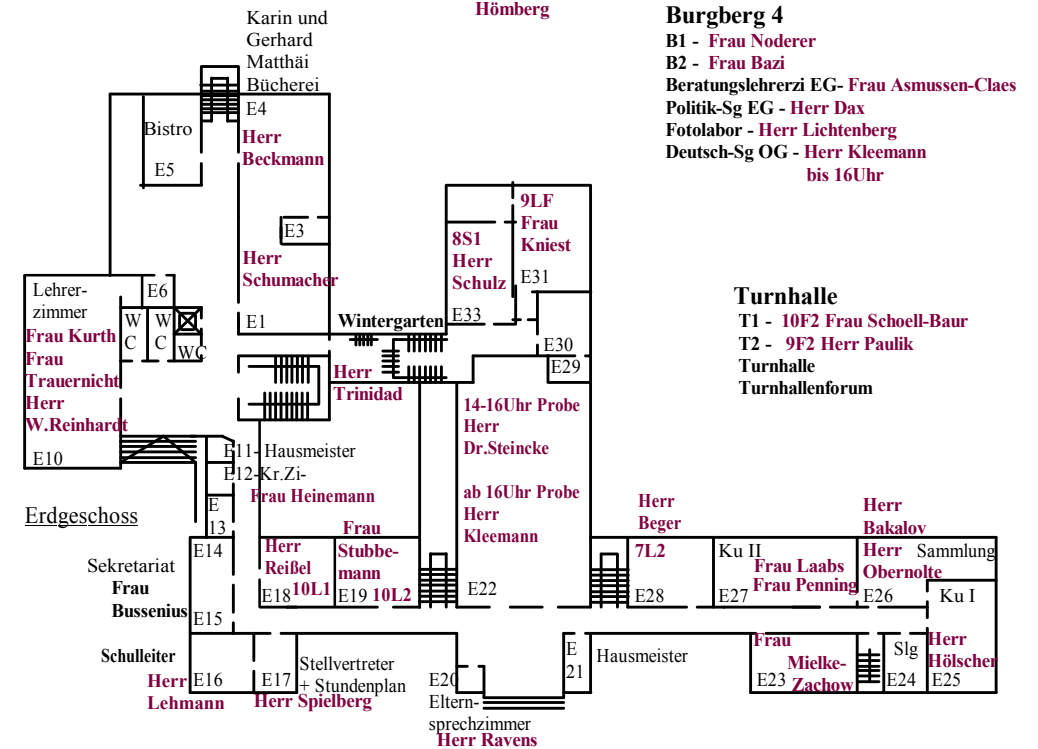 Hömberg
Karin und
Gerhard
Matthäi
Bücherei
E4
Herr
Beckmann
Bistro
E5
E3
Herr
Schumacher
E1
Burgberg 4
B1 - Frau Noderer
B2 - Frau Bazi
Beratungslehrerzi EG- Frau Asmussen-Claes
Politik-Sg EG - Herr Dax
Fotolabor - Herr Lichtenberg
Deutsch-Sg OG - Herr Kleemann
bis 16Uhr
9LF
Frau
Kniest
E31
8S1
Herr
Schulz
E33
E30
E29
Turnhalle
T1 - 10F2 Frau Schoell-Baur
T2 - 9F2 Herr Paulik
Turnhalle
Turnhallenforum
Lehrer-
zimmer
Frau Kurth
Frau
Trauernicht
Herr
W.Reinhardt
E10
E6
W
C
W
C
WC
Wintergarten
Herr
Trinidad
14-16Uhr Probe
Herr
Dr.Steincke
ab 16Uhr Probe
Herr
Kleemann
E22
E11- Hausmeister
E12-Kr.Zi-
Frau Heinemann
E
13
Erdgeschoss
E14
Sekretariat
Frau
Bussenius
E15
Herr
Reißel
10L1
E18
Frau
Stubbe-
mann
E19 10L2
Herr
Beger
7L2
E28
Ku II
Frau Laabs
Frau Penning
E27
Herr
Bakalov
Herr
Obernolte
E26
Sammlung
Ku I
Schulleiter
Herr
Lehmann
E16
E17
Stellvertreter
+ Stundenplan
Herr Spielberg
E20
Eltern-
sprechzimmer
Herr Ravens
E
21
Hausmeister
Frau
Mielke-
Zachow
E23
Slg
E24
Herr
Hölscher
E25